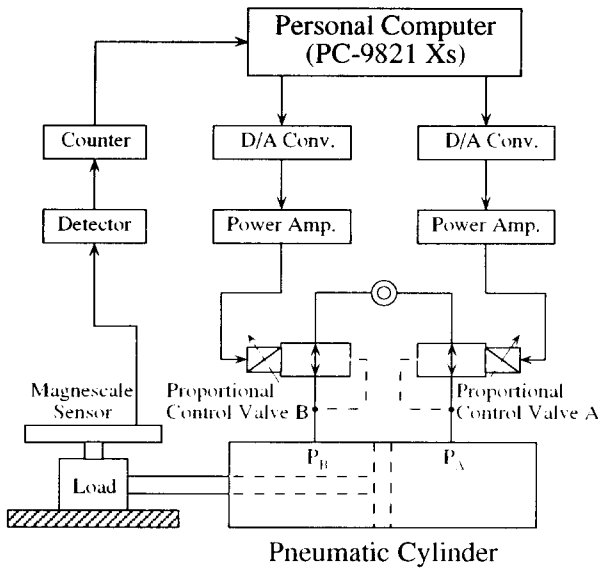 Personal Computer
(PC-9821 Xs)
Counter
D/A Conv.
D/A Conv.
Detector
Power Amp.
Power Amp.
Magnescale
Sensor
Proportional
Control Valve B
Proportional
Control Valve A
P_B
P_A
Load
Pneumatic Cylinder